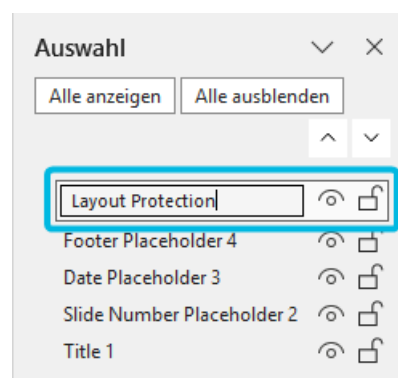 Auswahl
Alle anzeigen Alle ausblenden
Layout Protection
Footer Placeholder 4
Date Placeholder 3
Slide Number Placeholder 2
Title 1